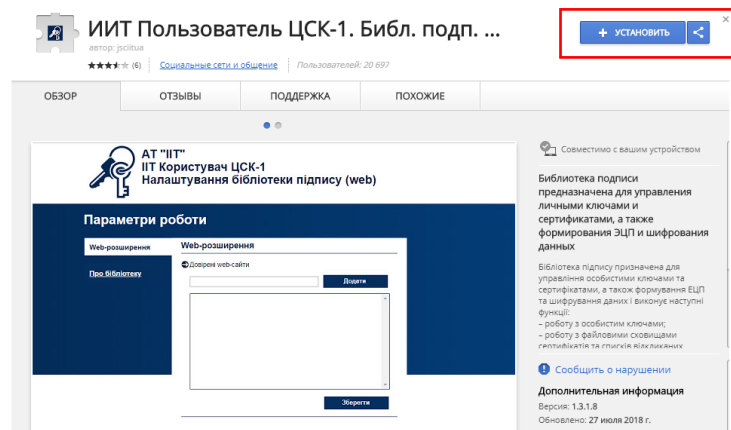 ИИТ Пользователь ЦСК-1. Библ. подп. ...
автор: jsciitua
(6) Социальные сети и общение Пользователей: 20 697
+ УСТАНОВИТЬ
×
ОБЗОР ОТЗЫВЫ ПОДДЕРЖКА ПОХОЖИЕ
АТ "ІІТ"
ІІТ Користувач ЦСК-1
Налаштування бібліотеки підпису (web)
Параметри роботи
Web-розширення
Про бібліотеку
Web-розширення
Довірені web-сайти
Додати
Зберегти
Совместимо с вашим устройством
Библиотека подписи
предназначена для управления
личными ключами и
сертификатами, а также
формирования ЭЦП и шифрования
данных
Бібліотека підпису призначена для
управління особистими ключами та
сертифікатами, а також формування ЕЦП
та шифрування даних і виконує наступні
функції:
– роботу з особистим ключами;
– роботу з файловими сховищами
сертифікатів та списків відкликаних
Сообщить о нарушении
Дополнительная информация
Версия: 1.3.1.8
Обновлено: 27 июля 2018 г.